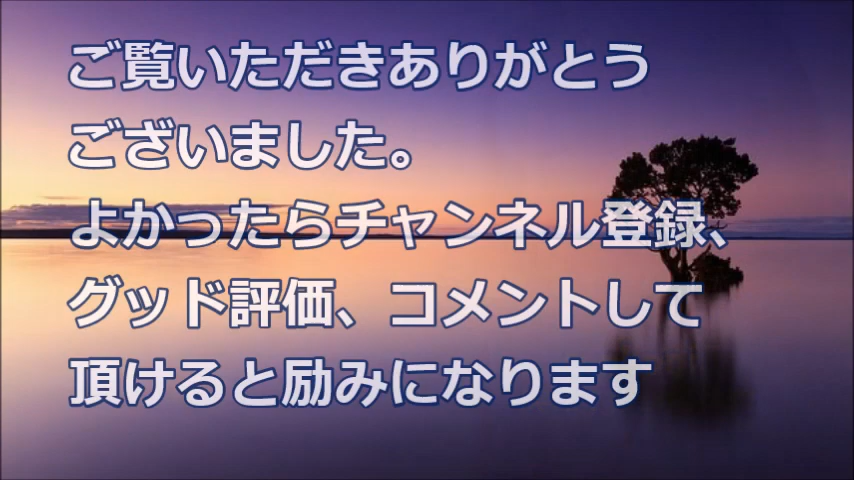 ご覧いただきありがとう
ございました。
よかったらチャンネル登録、
グッド評価、コメントして
頂けると励みになります